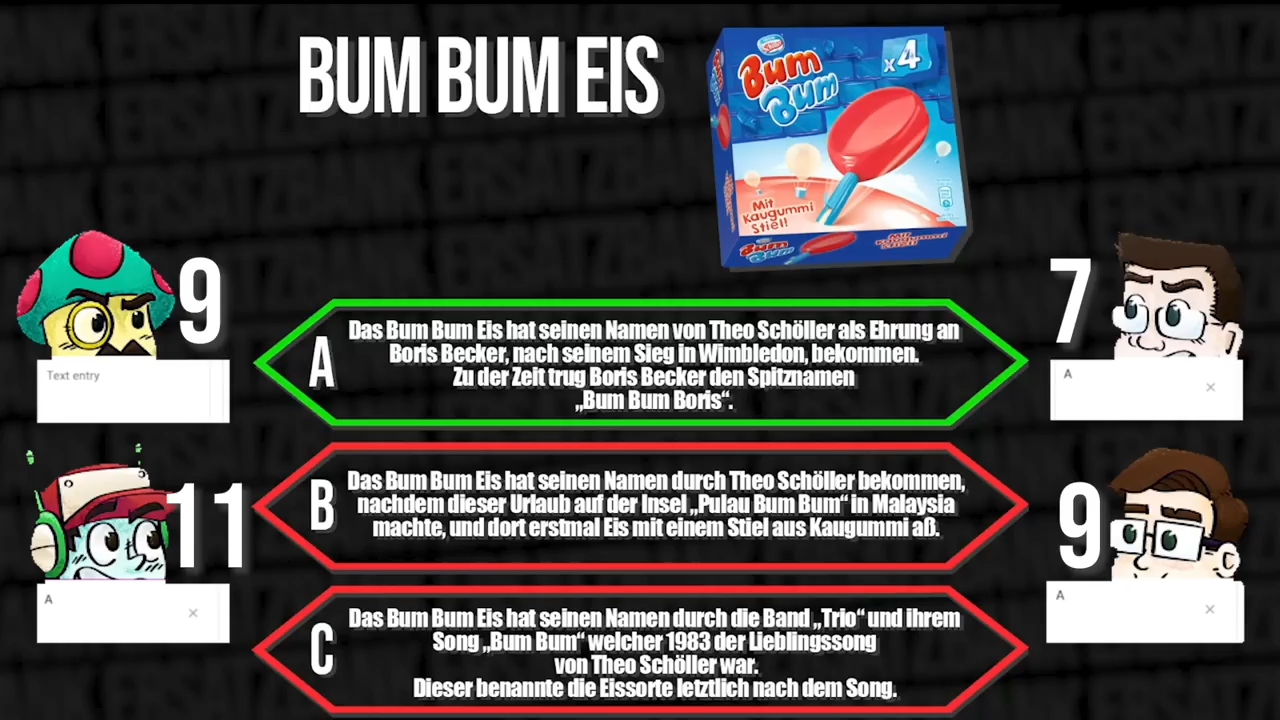 BUM BUM EIS
Bum
Bum
x4
Mit
Kaugummi
Stiel!
Bum
Bum
Mit
Kaugummi
Stiel!
9
Text entry
7
A
A
Das Bum Bum Eis hat seinen Namen von Theo Schöller als Ehrung an
Boris Becker, nach seinem Sieg in Wimbledon, bekommen.
Zu der Zeit trug Boris Becker den Spitznamen
„Bum Bum Boris“.
11
A
9
A
B
Das Bum Bum Eis hat seinen Namen durch Theo Schöller bekommen,
nachdem dieser Urlaub auf der Insel „Pulau Bum Bum“ in Malaysia
machte, und dort erstmal Eis mit einem Stiel aus Kaugummi aß.
C
Das Bum Bum Eis hat seinen Namen durch die Band „Trio“ und ihrem
Song „Bum Bum“ welcher 1983 der Lieblingssong
von Theo Schöller war.
Dieser benannte die Eissorte letztlich nach dem Song.